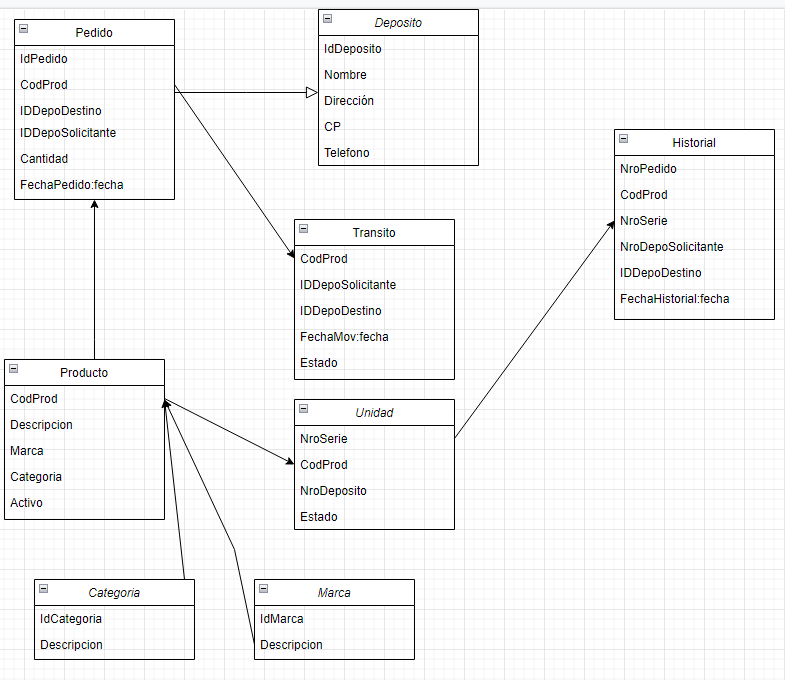 Pedido
IdPedido
CodProd
IDDepoDestino
IDDepoSolicitante
Cantidad
FechaPedido:fecha
Deposito
IdDeposito
Nombre
Dirección
CP
Telefono
Historial
NroPedido
CodProd
NroSerie
NroDepoSolicitante
IDDepoDestino
FechaHistorial:fecha
Transito
CodProd
IDDepoSolicitante
IDDepoDestino
FechaMov:fecha
Estado
Producto
CodProd
Descripcion
Marca
Categoria
Activo
Unidad
NroSerie
CodProd
NroDeposito
Estado
Categoria
IdCategoria
Descripcion
Marca
IdMarca
Descripcion